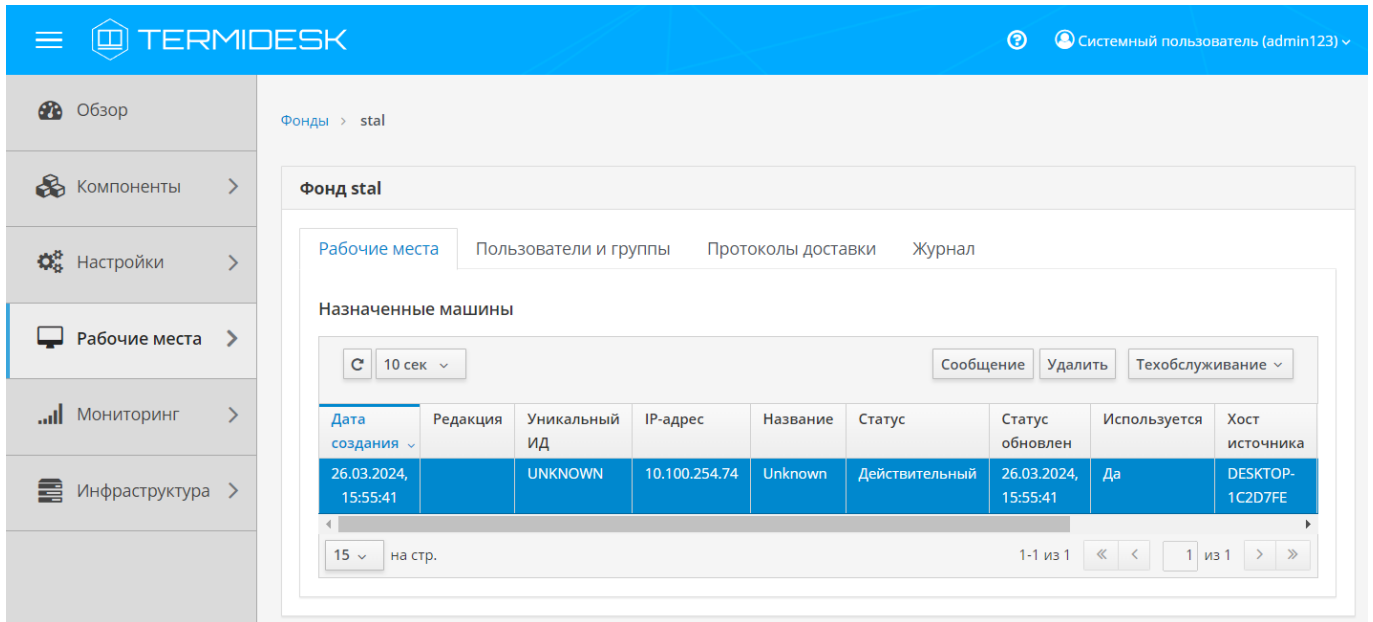 TERMIDESK
Системный пользователь (admin123)
Обзор
Компоненты
Настройки
Рабочие места
Мониторинг
Инфраструктура
Фонды > stal
Фонд stal
Рабочие места Пользователи и группы Протоколы доставки Журнал
Назначенные машины
10 сек Сообщение Удалить Техобслуживание
Дата Редакция Уникальный IP-адрес Название Статус Статус Используется Хост
создания ИД обновлен источника
26.03.2024, UNKNOWN 10.100.254.74 Unknown Действительный 26.03.2024, Да DESKTOP-
15:55:41 15:55:41 1C2D7FE
15 на стр. 1-1 из 1 « < 1 из 1 > »